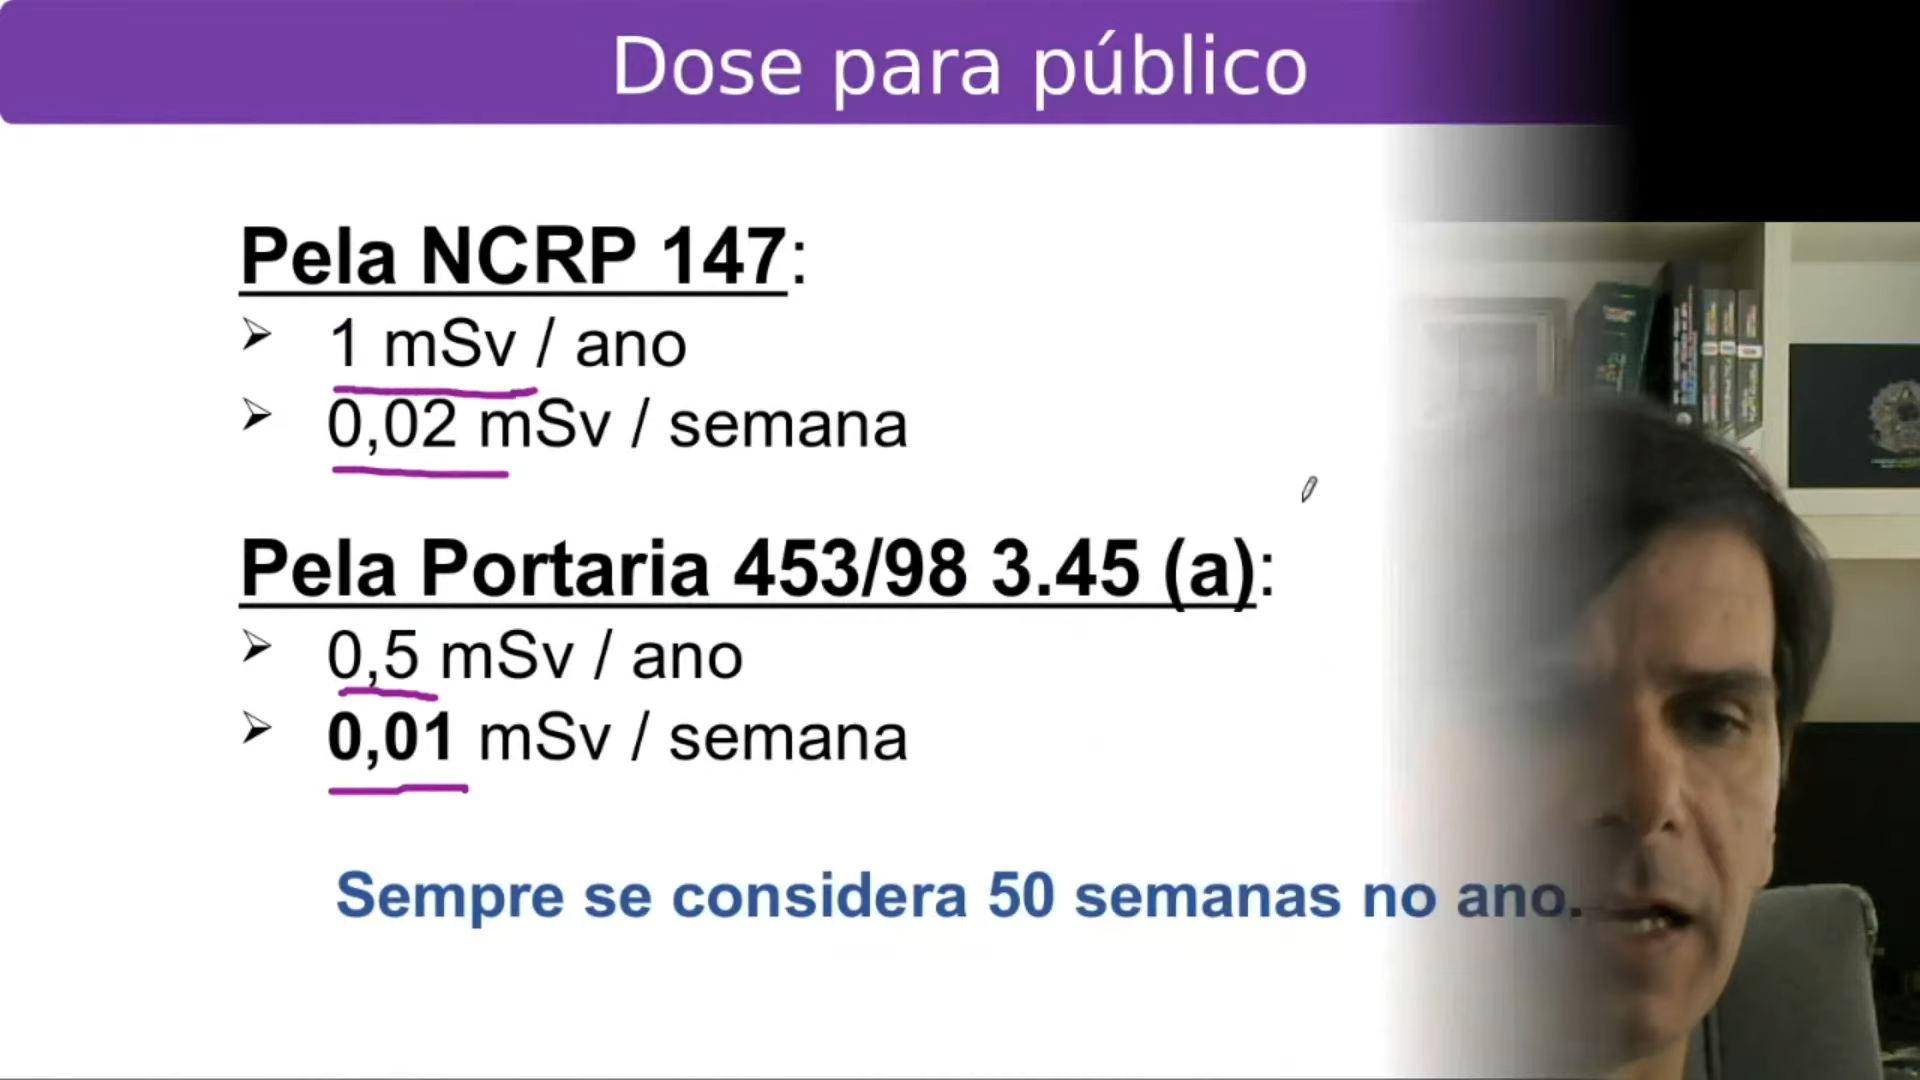 Dose para público
Pela NCRP 147:
1 mSv / ano
0,02 mSv / semana
Pela Portaria 453/98 3.45 (a):
0,5 mSv / ano
0,01 mSv / semana
Sempre se considera 50 semanas no ano.